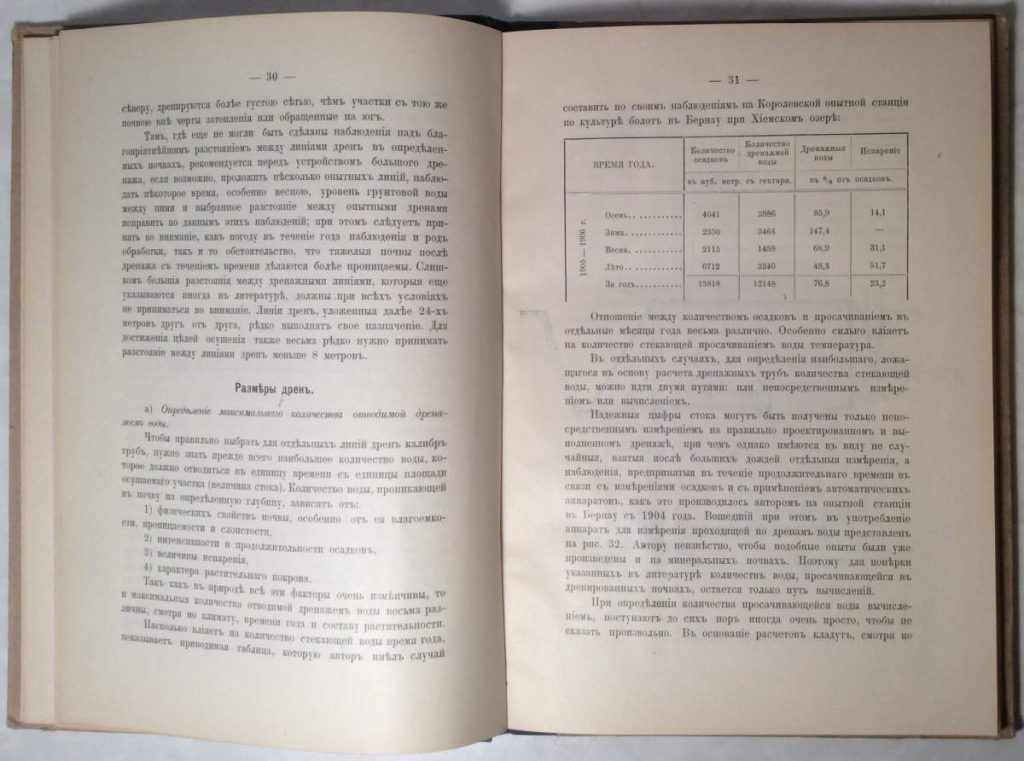 — 30 —
сѣверу, дренируются болѣе густою сѣтью, чѣмъ участки съ тою же
почвою внѣ черты затопленія или обращенные на югъ.
Тамъ, гдѣ еще не могли быть сдѣланы наблюденія надъ бла-
гопріятнѣйшимъ разстояніемъ между линіями дренъ въ опредѣлен-
ныхъ почвахъ, рекомендуется передъ устройствомъ большого дре-
нажа, если возможно, проложить несколько опытныхъ линій, наблю-
дать нѣкоторое время, особенно весною, уровень грунтовой воды
между ними и выбранное разстояніе между опытными дренами
исправить по даннымъ этихъ наблюденій; при этомъ слѣдуетъ при-
нять во вниманіе, какъ погоду въ теченіе года наблюденія и родъ
обработки, такъ и то обстоятельство, что тяжелыя почвы послѣ
дренажа съ теченіемъ времени дѣлаются болѣе проницаемы. Слиш-
комъ большія разстоянія между дренажными линіями, которыя еще
указываются иногда въ литературѣ, должны при всѣхъ условіяхъ
не приниматься во вниманіе. Линіи дренъ, уложенныя далѣе 24-хъ
метровъ другъ отъ друга, рѣдко выполнятъ свое назначеніе. Для
достиженія цѣлей осушенія также весьма рѣдко нужно принимать
разстояніе между линіями дренъ меньше 8 метровъ.
Размѣры дренъ.
а) Опредѣленіе максимальнаго количества отводимой дрена-
жемъ воды.
Чтобы правильно выбрать для отдѣльныхъ линій дренъ калибръ
трубъ, нужно знать прежде всего наибольшее количество воды, ко-
торое должно отводиться въ единицу времени съ единицы площади
осушаемаго участка (величина стока). Количество воды, проникающей
въ почву на опредѣленную глубину, зависитъ отъ:
1) физическихъ свойствъ почвы, особенно отъ ея влагоемко-
сти, проницаемости и слоистости,
2) интенсивности и продолжительности осадковъ,
3) величины испаренія,
4) характера растительнаго покрова.
Такъ какъ въ природѣ всѣ эти факторы очень измѣнчивы, то
и максимальныя количества отводимой дренажемъ воды весьма раз-
личны, смотря по климату, времени года и составу растительности.
Насколько вліяетъ на количество стекающей воды время года,
показываетъ приводимая таблица, которую авторъ имѣлъ случай
— 31 —
составить по своимъ наблюденіямъ на Королевской опытной станціи
по культурѣ болотъ въ Бернау при Хіемскомъ озерѣ:
ВРЕМЯ ГОДА. Количество осадковъ Количество дренажной воды Дренажныя воды Испареніе
въ куб. метр. съ гектара. въ % отъ осадковъ.
1905 — 1906 г.
Осень 4641 3986 85,9 14,1
Зима 2350 3464 147,4 —
Весна 2115 1458 68,9 31,1
Лѣто 6712 3240 48,3 51,7
За годъ 15818 12148 76,8 23,2
Отношеніе между количествомъ осадковъ и просачиваніемъ въ
отдѣльные мѣсяцы года весьма различно. Особенно сильно вліяетъ
на количество стекающей просачиваніемъ воды температура.
Въ отдѣльныхъ случаяхъ, для опредѣленія наибольшаго, ложа-
щагося въ основу расчета дренажныхъ трубъ количества стекающей
воды, можно идти двумя путями: или непосредственнымъ измѣре-
ніемъ или вычисленіемъ.
Надежныя цыфры стока могутъ быть получены только непо-
средственнымъ измѣреніемъ на правильно проектированномъ и вы-
полненномъ дренажѣ, при чемъ однако имѣются въ виду не слу-
чайныя, взятыя послѣ большихъ дождей отдѣльныя измѣренія, а
наблюденія, предпринятыя въ теченіе продолжительнаго времени въ
связи съ измѣреніями осадковъ и съ примѣненіемъ автоматическихъ
аппаратовъ, какъ это производилось авторомъ на опытной станціи
въ Бернау съ 1904 года. Вошедшій при этомъ въ употребленіе
аппаратъ для измѣренія проходящей по дренамъ воды представленъ
на рис. 32. Автору неизвѣстно, чтобы подобные опыты были уже
произведены и на минеральныхъ почвахъ. Поэтому для повѣрки
указанныхъ въ литературѣ количествъ воды, просачивающейся въ
дренированныхъ почвахъ, остается только путь вычисленій.
При опредѣленіи количества просачивающейся воды вычисле-
ніемъ, поступаютъ до сихъ поръ иногда очень просто, чтобы не
сказать произвольно. Въ основаніе расчетовъ кладутъ, смотря по